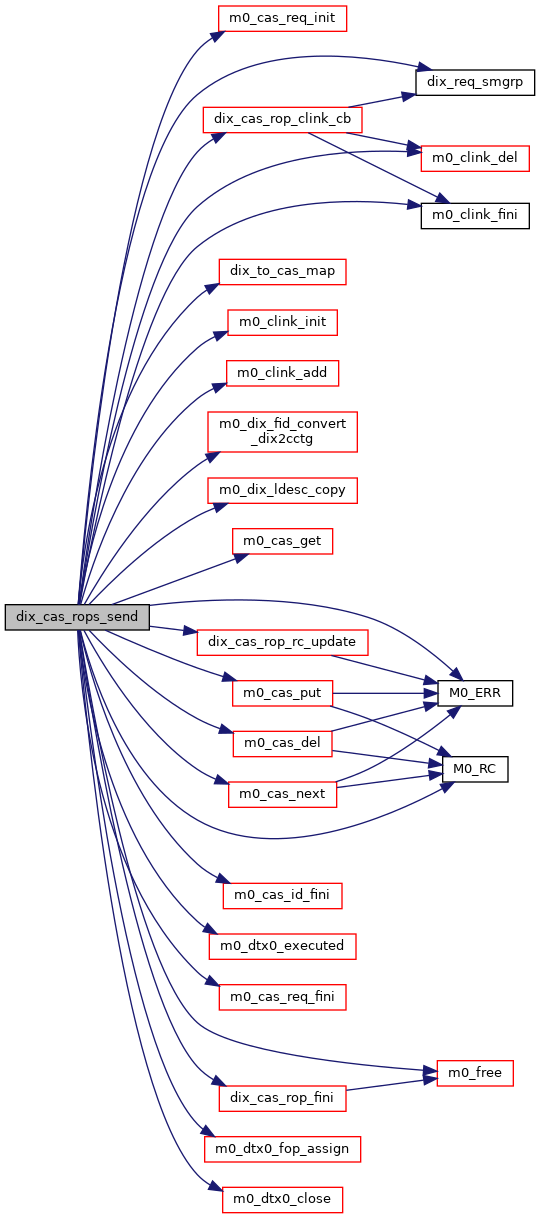 m0_cas_req_init
dix_req_smgrp
dix_cas_rop_clink_cb
m0_clink_del
m0_clink_fini
dix_to_cas_map
m0_clink_init
m0_clink_add
m0_dix_fid_convert
_dix2cctg
m0_dix_ldesc_copy
m0_cas_get
dix_cas_rops_send
dix_cas_rop_rc_update
m0_cas_put
M0_ERR
m0_cas_del
M0_RC
m0_cas_next
m0_cas_id_fini
m0_dtx0_executed
m0_cas_req_fini
m0_free
dix_cas_rop_fini
m0_dtx0_fop_assign
m0_dtx0_close